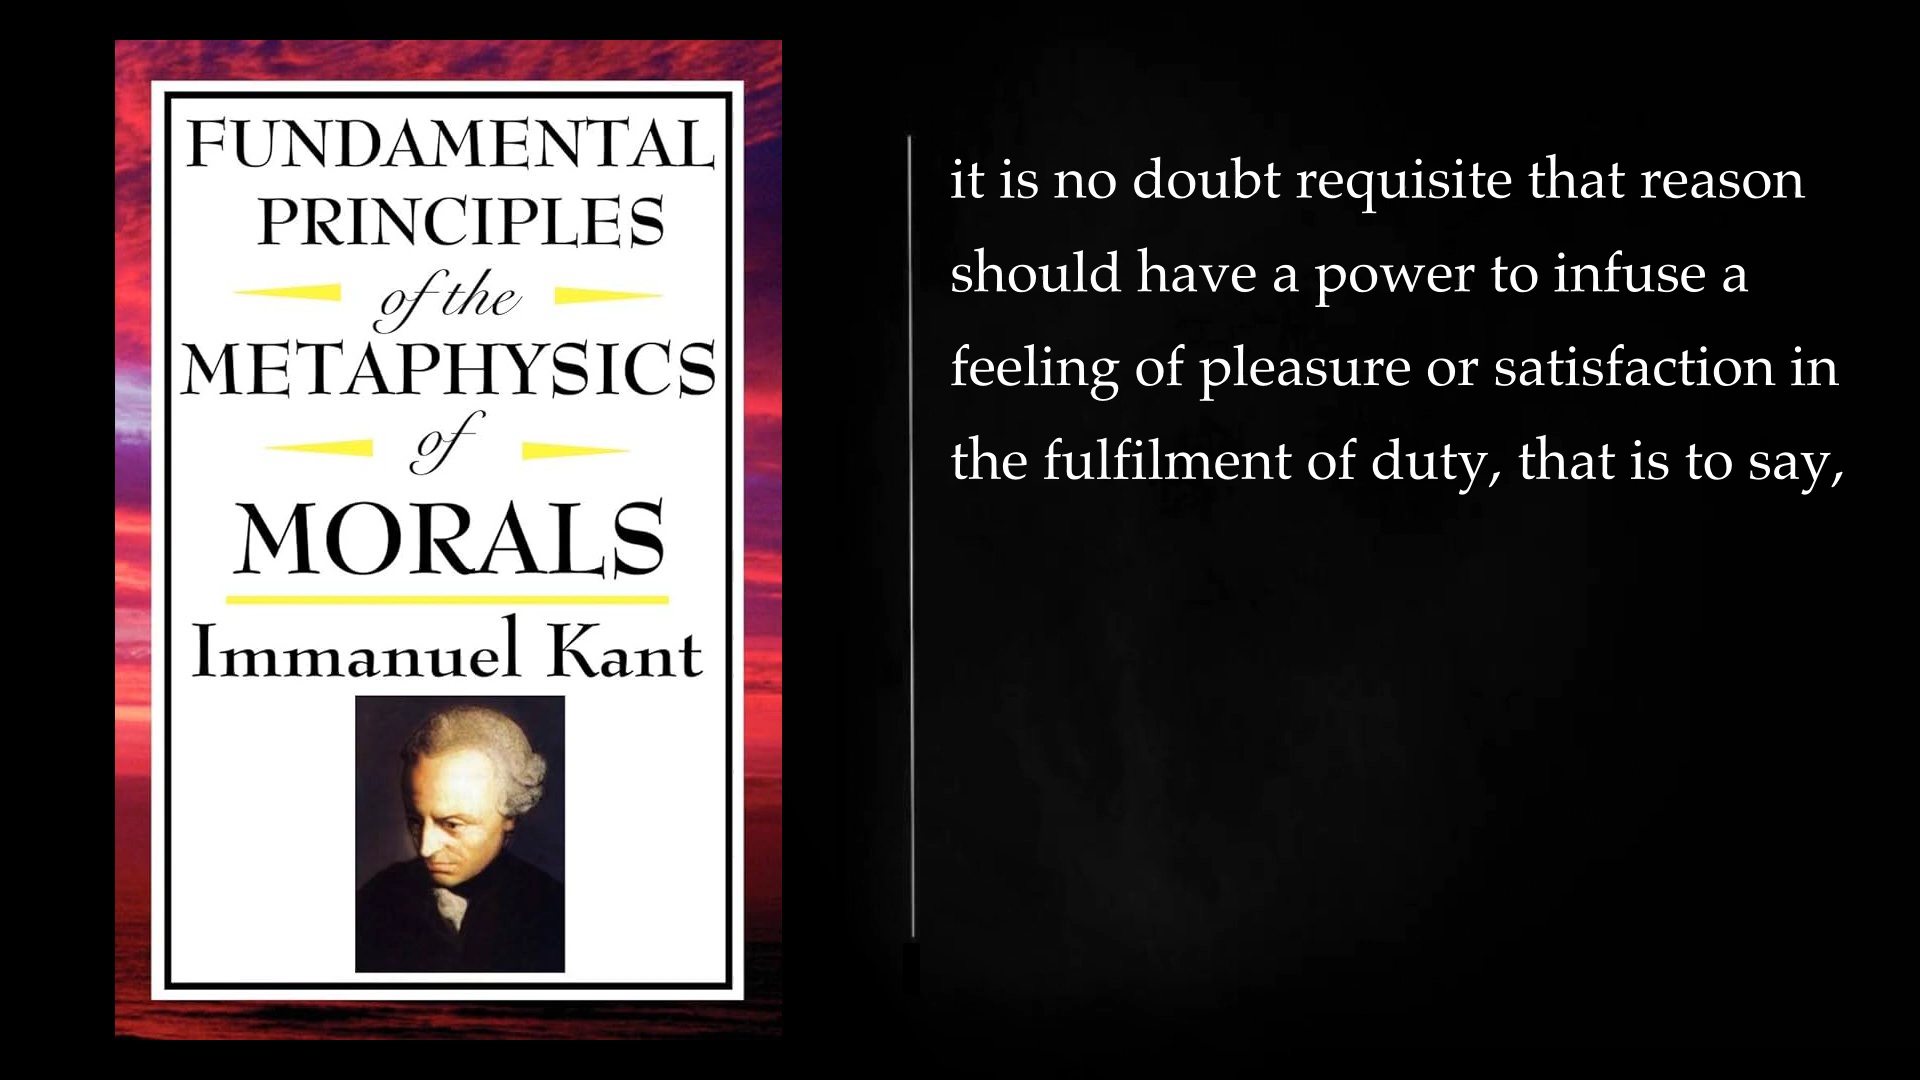 FUNDAMENTAL
PRINCIPLES
of the
METAPHYSICS
of
MORALS
Immanuel Kant
it is no doubt requisite that reason
should have a power to infuse a
feeling of pleasure or satisfaction in
the fulfilment of duty, that is to say,